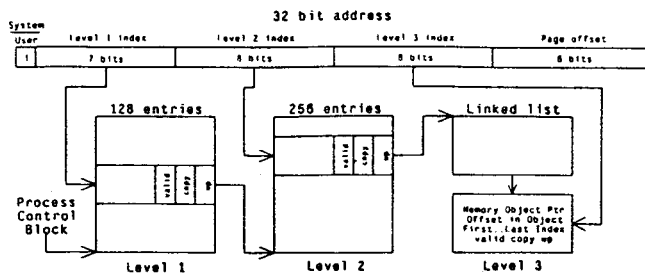 32 bit address
System
User
Level 1 index
Level 2 index
Level 3 index
Page offset
1
7 bits
8 bits
8 bits
8 bits
128 entries
256 entries
Linked list
valid
copy
wp
valid
copy
wp
Process
Control
Block
Memory Object Ptr
Offset in Object
First..Last Index
valid copy wp
Level 1
Level 2
Level 3